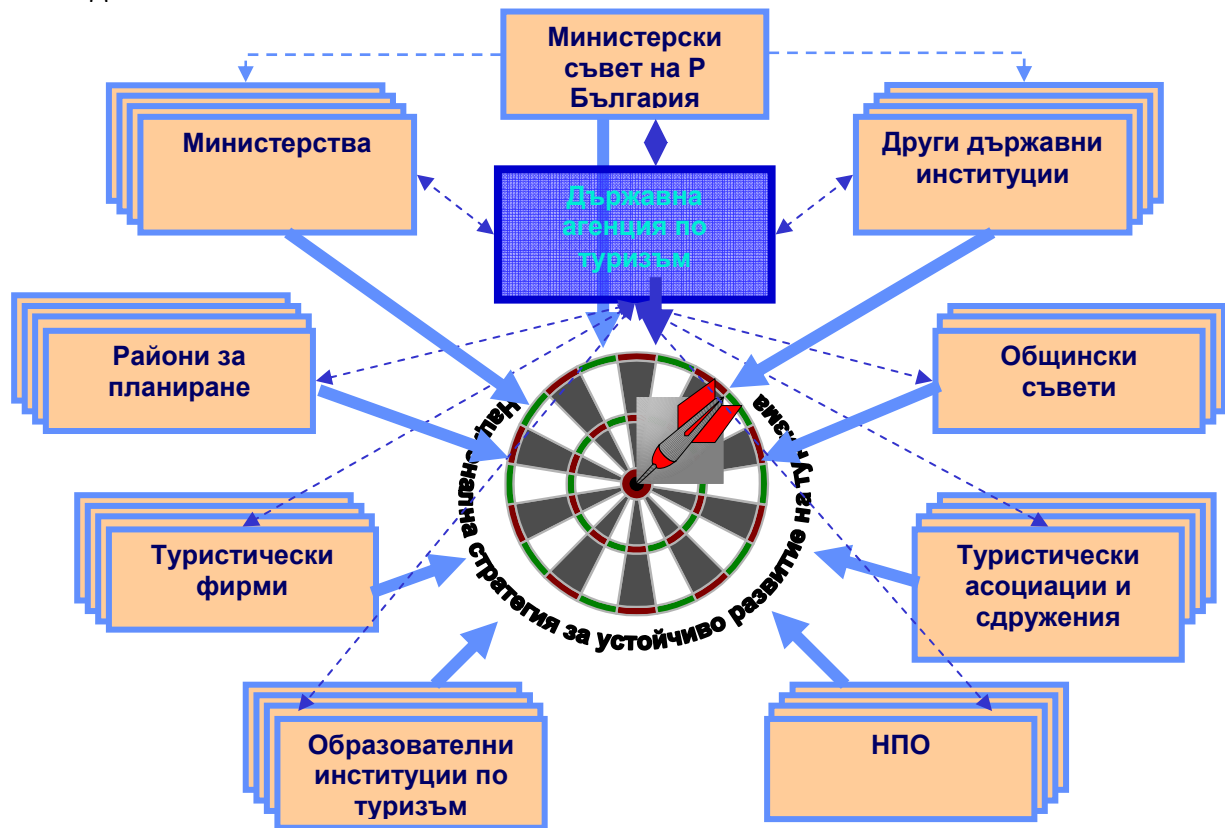 Министерски
съвет на Р
България
Министерства
Други държавни
институции
Държавна
агенция по
туризъм
Райони за
планиране
Общински
съвети
стратегия за устойчиво развитие на
Туристически
фирми
Туристически
асоциации и
сдружения
Образователни
институции по
туризъм
НПО